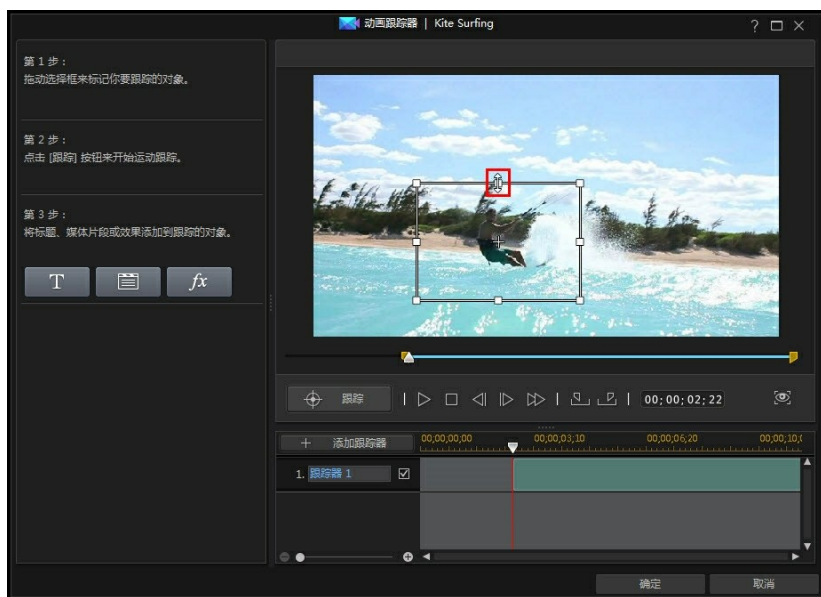 动画跟踪器 | Kite Surfing
第 1 步：
拖动选择框来标记你要跟踪的对象。
第 2 步：
点击 [跟踪] 按钮来开始运动跟踪。
第 3 步：
将标题、媒体片段或效果添加到跟踪的对象。
T fx
跟踪 00;00;02;22
添加跟踪器 00;00;00;00 00;00;03;10 00;00;06;20 00;00;10;
1. 跟踪器 1
确定 取消